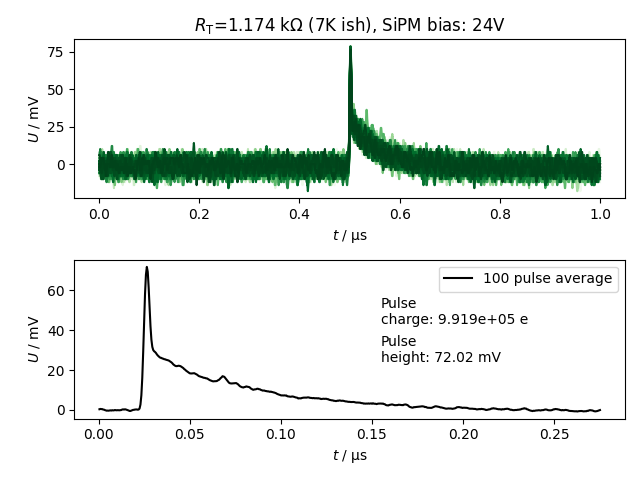 R_T=1.174 kΩ (7K ish), SiPM bias: 24V
75
50
25
0
U / mV
0.0 0.2 0.4 0.6 0.8 1.0
t / µs
100 pulse average
Pulse
charge: 9.919e+05 e
Pulse
height: 72.02 mV
60
40
20
0
U / mV
0.00 0.05 0.10 0.15 0.20 0.25
t / µs